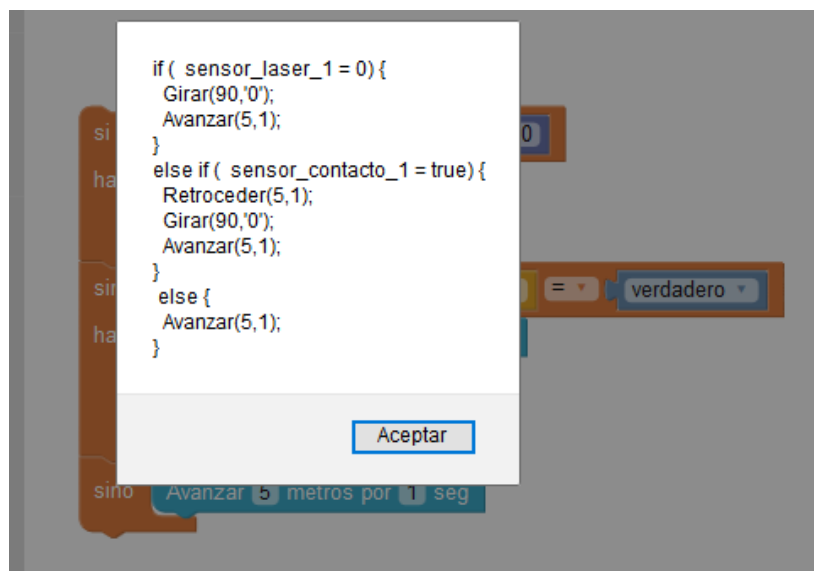 if ( sensor_laser_1 = 0) {
Girar(90,'0');
Avanzar(5,1);
}
else if ( sensor_contacto_1 = true) {
Retroceder(5,1);
Girar(90,'0');
Avanzar(5,1);
}
else {
Avanzar(5,1);
}
Aceptar
si
0
ha
= verdadero
ha
sino Avanzar 5 metros por 1 seg